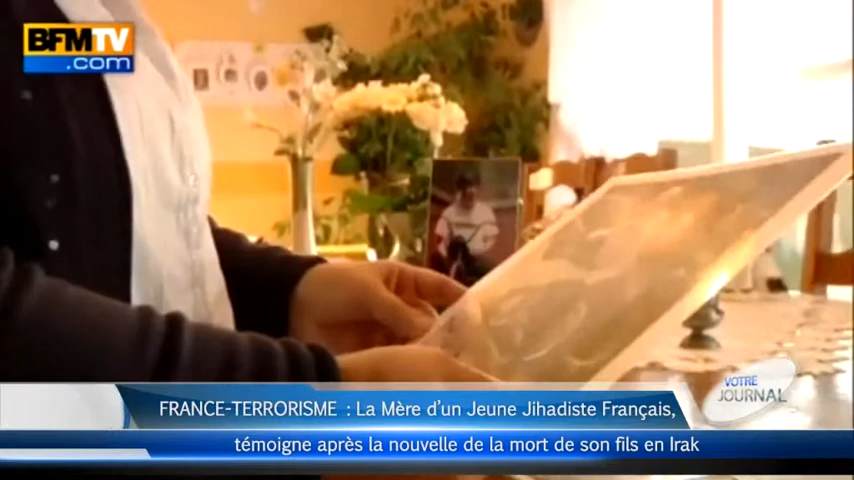 BFMTV
.com
FRANCE-TERRORISME : La Mère d'un Jeune Jihadiste Français,
VOTRE
JOURNAL
témoigne après la nouvelle de la mort de son fils en Irak